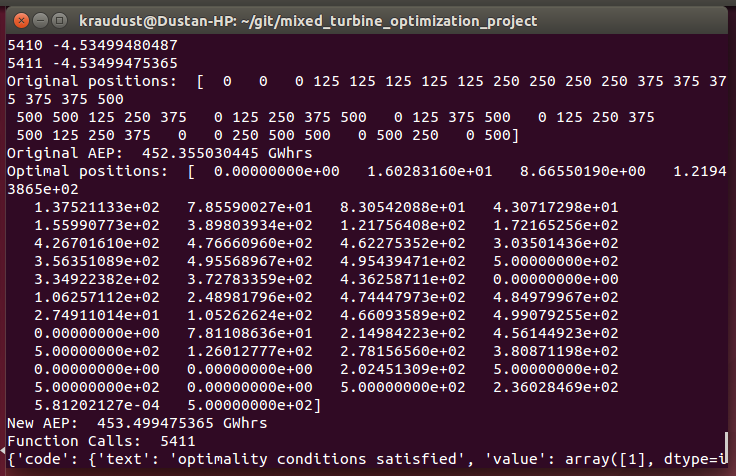 kraudust@Dustan-HP: ~/git/mixed_turbine_optimization_project
5410 -4.53499480487
5411 -4.53499475365
Original positions:  [  0   0   0 125 125 125 125 125 250 250 250 250 375 375 37
5 375 375 500
 500 500 125 250 375   0 125 250 375 500   0 125 375 500   0 125 250 375
 500 125 250 375   0   0 250 500 500   0 500 250   0 500]
Original AEP:  452.355030445 GWhrs
Optimal positions:  [  0.00000000e+00   1.60283160e+01   8.66550190e+00   1.2194
3865e+02
   1.37521133e+02   7.85590027e+01   8.30542088e+01   4.30717298e+01
   1.55990773e+02   3.89803934e+02   1.21756408e+02   1.72165256e+02
   4.26701610e+02   4.76660960e+02   4.62275352e+02   3.03501436e+02
   3.56351089e+02   4.95568967e+02   4.95439471e+02   5.00000000e+02
   3.34922382e+02   3.72783359e+02   4.36258711e+02   0.00000000e+00
   1.06257112e+02   2.48981796e+02   4.74447973e+02   4.84979967e+02
   2.74911014e+01   1.05262624e+02   4.66093589e+02   4.99079255e+02
   0.00000000e+00   7.81108636e+01   2.14984223e+02   4.56144923e+02
   5.00000000e+02   1.26012777e+02   2.78156560e+02   3.80871198e+02
   0.00000000e+00   0.00000000e+00   2.02451309e+02   5.00000000e+02
   5.00000000e+02   0.00000000e+00   5.00000000e+02   2.36028469e+02
   5.81202127e-04   5.00000000e+02]
New AEP:  453.499475365 GWhrs
Function Calls:  5411
{'code': {'text': 'optimality conditions satisfied', 'value': array([1], dtype=i